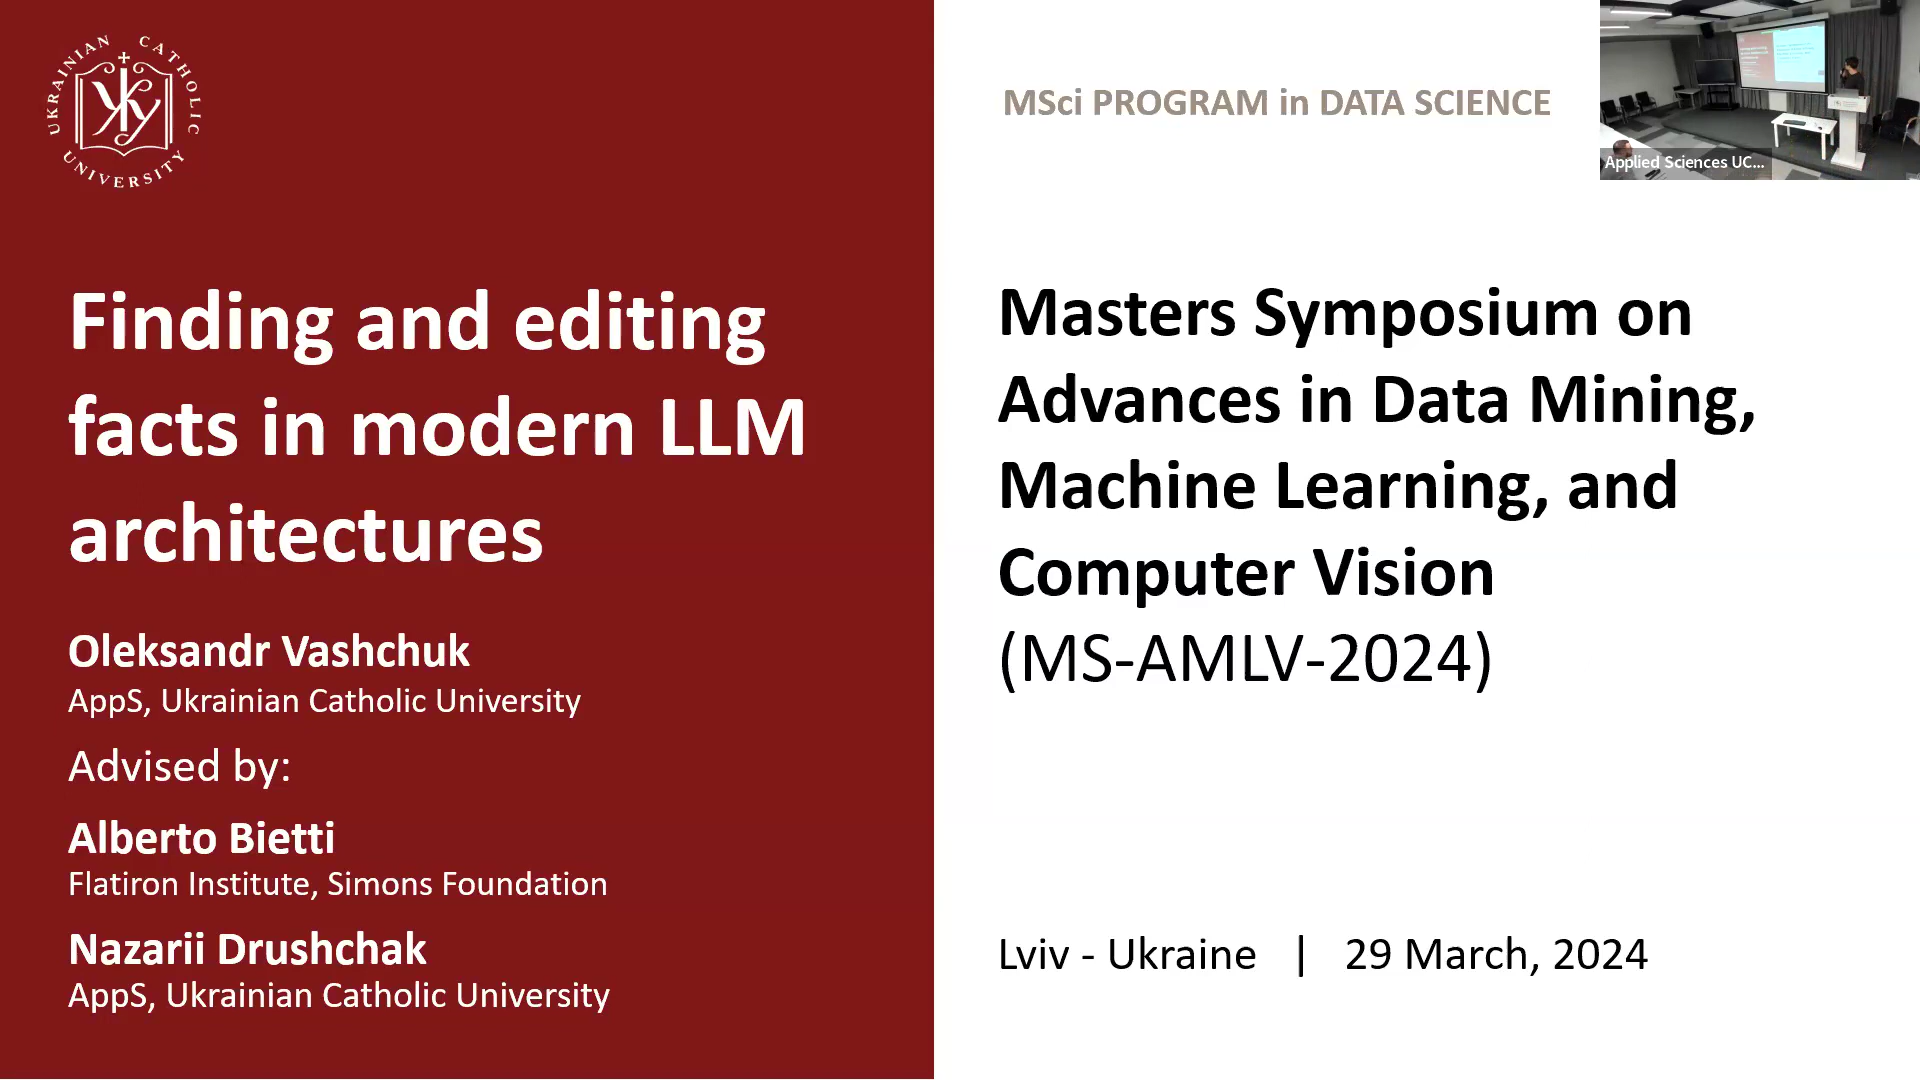 UKRAINIAN CATHOLIC UNIVERSITY
Finding and editing
facts in modern LLM
architectures
Oleksandr Vashchuk
AppS, Ukrainian Catholic University
Advised by:
Alberto Bietti
Flatiron Institute, Simons Foundation
Nazarii Drushchak
AppS, Ukrainian Catholic University
MSci PROGRAM in DATA SCIENCE
Applied Sciences UC...
Masters Symposium on
Advances in Data Mining,
Machine Learning, and
Computer Vision
(MS-AMLV-2024)
Lviv - Ukraine | 29 March, 2024